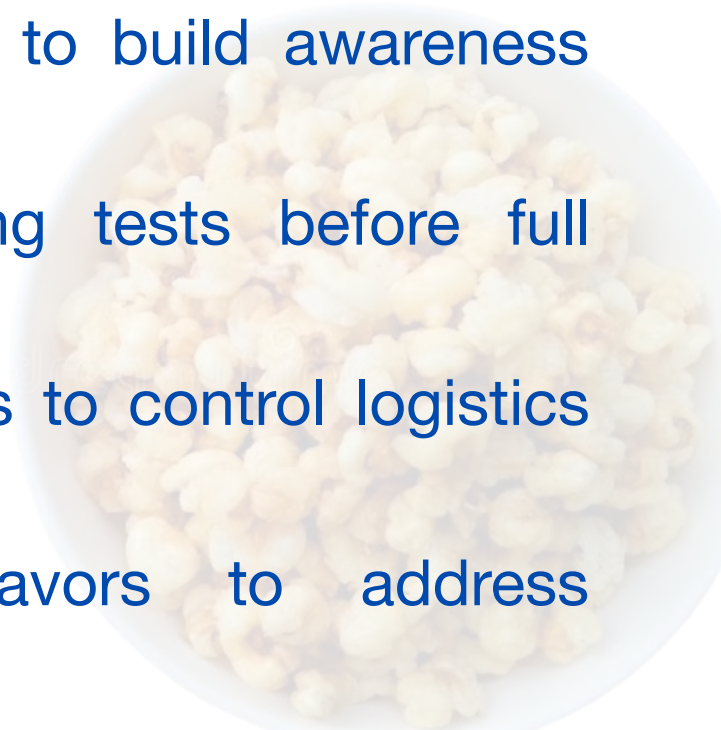 to build awareness
ng tests before full
s to control logistics
avors to address